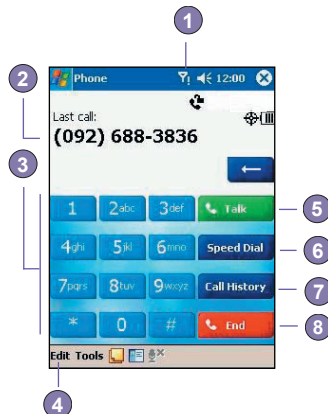 1
Phone 12:00
2
Last call:
(092) 688-3836
3
1 2abc 3def Talk 5
4ghi 5jkl 6mno Speed Dial 6
7pqrs 8tuv 9wxyz Call History 7
* 0 # End 8
Edit Tools
4